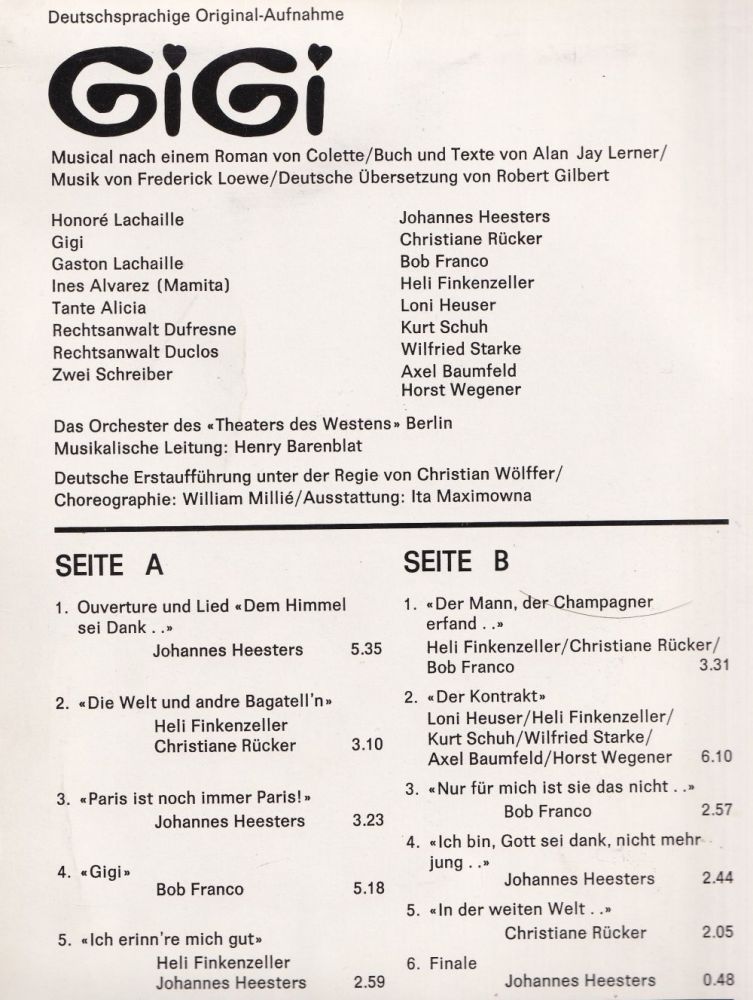 Deutschsprachige Original-Aufnahme
GiGi
Musical nach einem Roman von Colette/Buch und Texte von Alan Jay Lerner/
Musik von Frederick Loewe/Deutsche Übersetzung von Robert Gilbert
Honoré Lachaille Johannes Heesters
Gigi Christiane Rücker
Gaston Lachaille Bob Franco
Ines Alvarez (Mamita) Heli Finkenzeller
Tante Alicia Loni Heuser
Rechtsanwalt Dufresne Kurt Schuh
Rechtsanwalt Duclos Wilfried Starke
Zwei Schreiber Axel Baumfeld
Horst Wegener
Das Orchester des «Theaters des Westens» Berlin
Musikalische Leitung: Henry Barenblat
Deutsche Erstaufführung unter der Regie von Christian Wölffer/
Choreographie: William Millié/Ausstattung: Ita Maximowna
SEITE A
1. Ouverture und Lied «Dem Himmel
sei Dank . .»
Johannes Heesters 5.35
2. «Die Welt und andre Bagatell'n»
Heli Finkenzeller
Christiane Rücker 3.10
3. «Paris ist noch immer Paris!»
Johannes Heesters 3.23
4. «Gigi»
Bob Franco 5.18
5. «Ich erinn're mich gut»
Heli Finkenzeller
Johannes Heesters 2.59
SEITE B
1. «Der Mann, der Champagner
erfand . .»
Heli Finkenzeller/Christiane Rücker/
Bob Franco 3.31
2. «Der Kontrakt»
Loni Heuser/Heli Finkenzeller/
Kurt Schuh/Wilfried Starke/
Axel Baumfeld/Horst Wegener 6.10
3. «Nur für mich ist sie das nicht . .»
Bob Franco 2.57
4. «Ich bin, Gott sei dank, nicht mehr
jung . .»
Johannes Heesters 2.44
5. «In der weiten Welt . .»
Christiane Rücker 2.05
6. Finale
Johannes Heesters 0.48